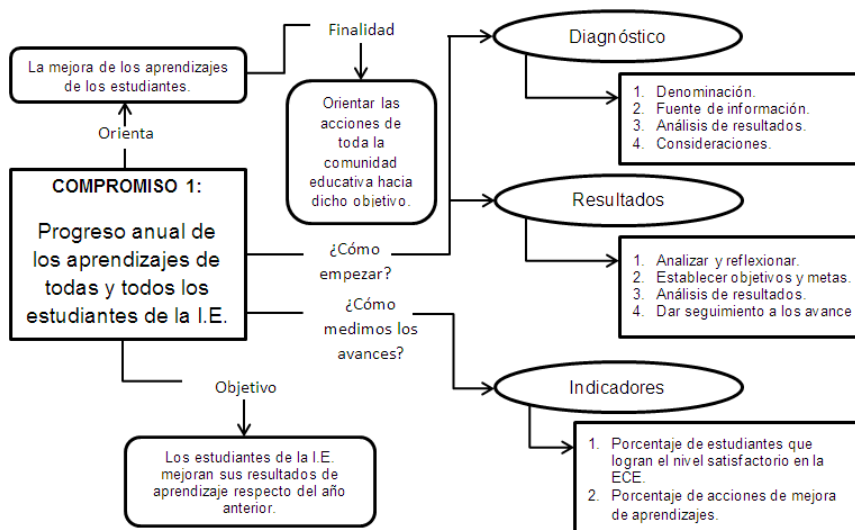 La mejora de los aprendizajes
de los estudiantes.
Finalidad
Orientar las
acciones de
toda la
comunidad
educativa hacia
dicho objetivo.
Orienta
COMPROMISO 1:
Progreso anual de
los aprendizajes de
todas y todos los
estudiantes de la I.E.
¿Cómo
empezar?
Diagnóstico
1. Denominación.
2. Fuente de información.
3. Análisis de resultados.
4. Consideraciones.
Resultados
1. Analizar y reflexionar.
2. Establecer objetivos y metas.
3. Análisis de resultados.
4. Dar seguimiento a los avance
¿Cómo
medimos los
avances?
Indicadores
1. Porcentaje de estudiantes que
logran el nivel satisfactorio en la
ECE.
2. Porcentaje de acciones de mejora
de aprendizajes.
Objetivo
Los estudiantes de la I.E.
mejoran sus resultados de
aprendizaje respecto del año
anterior.